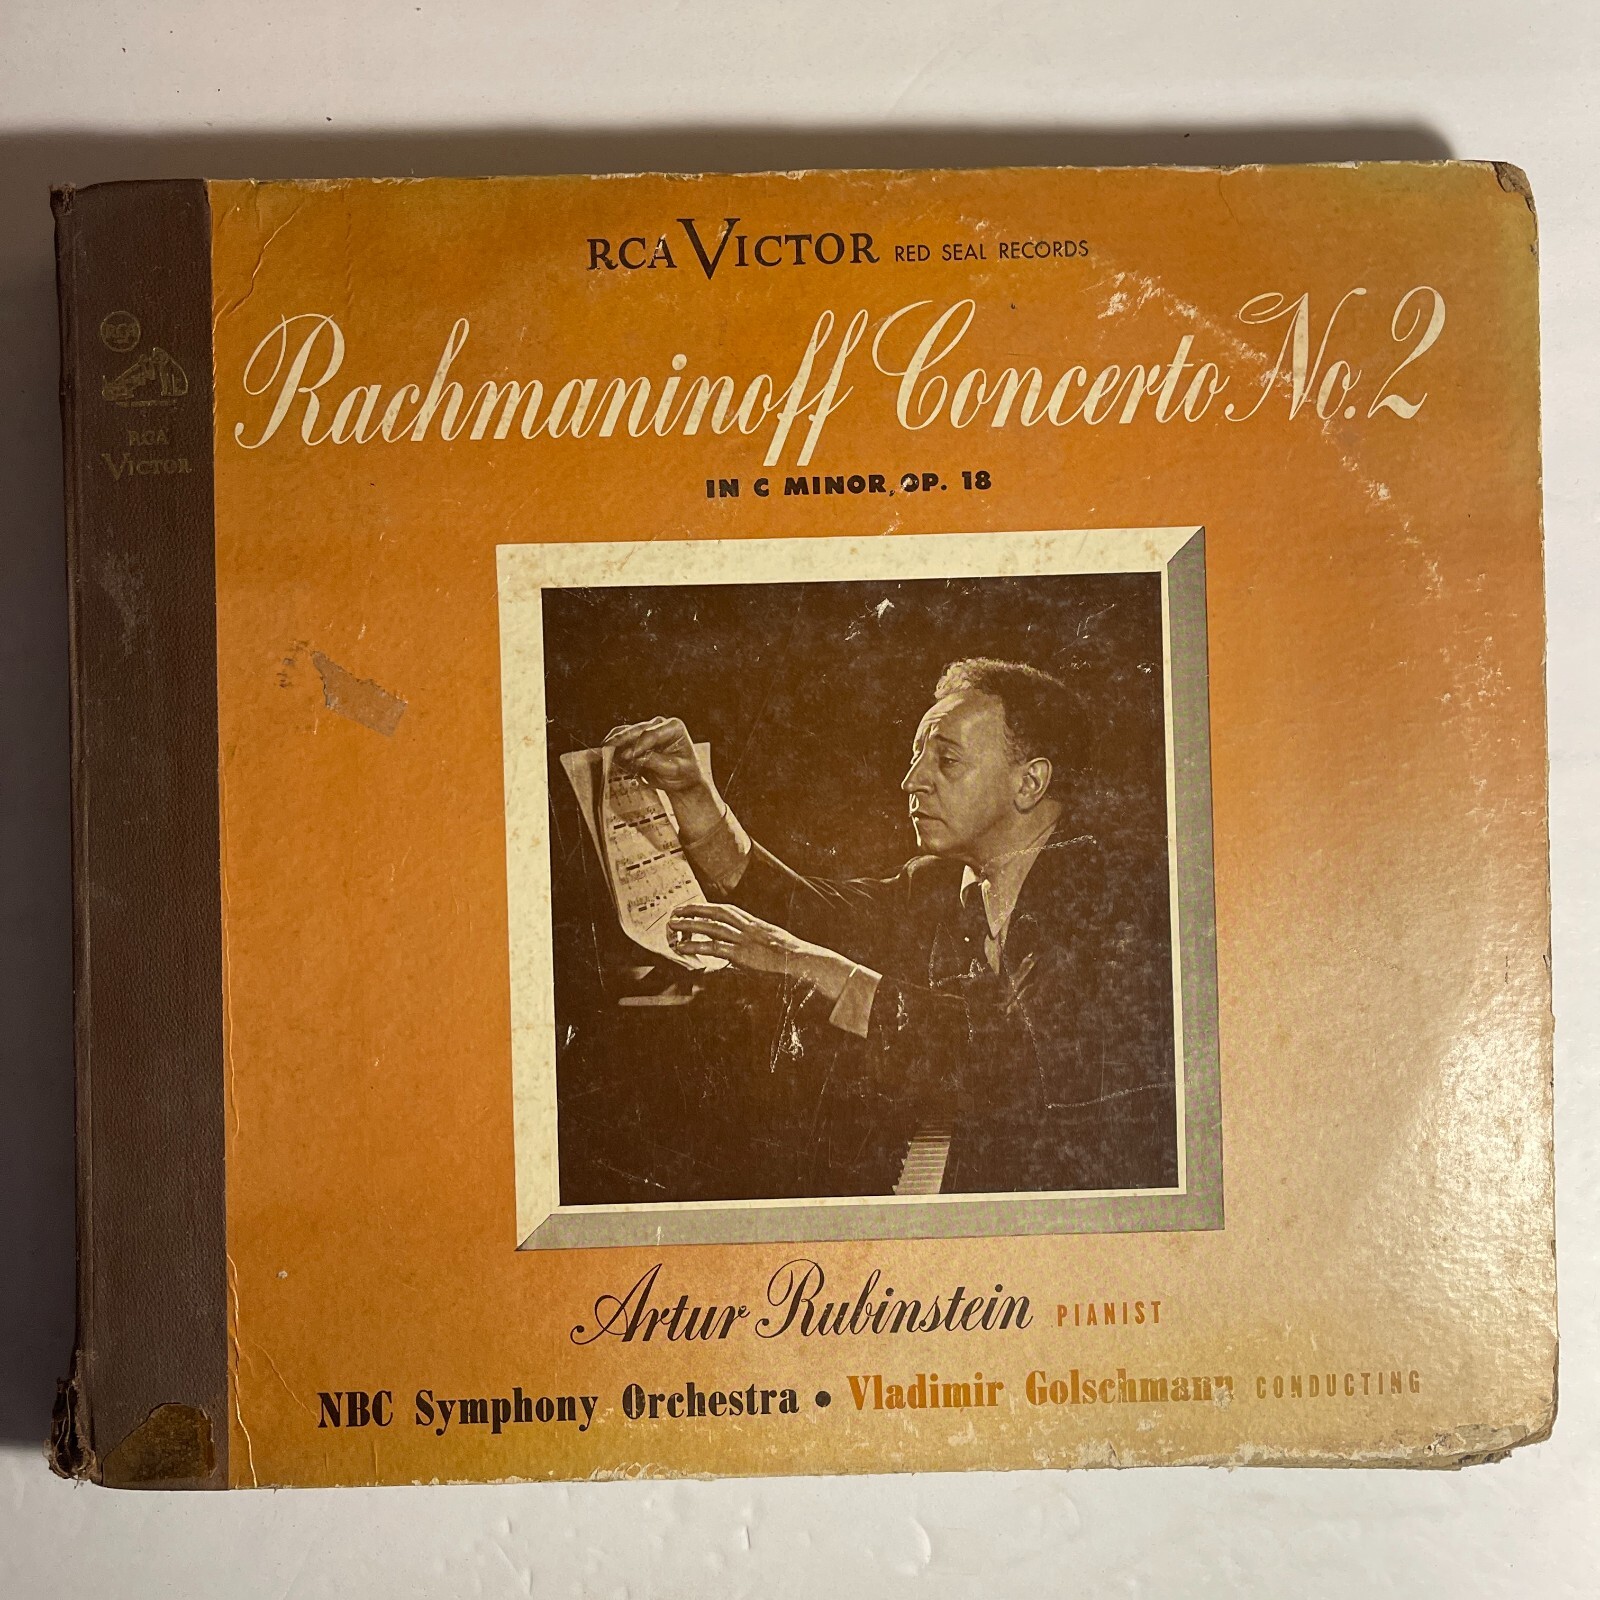 RCA VICTOR RED SEAL RECORDS
Rachmaninoff Concerto No. 2
IN C MINOR, OP. 18
RCA
RCA
VICTOR
Artur Rubinstein PIANIST
NBC Symphony Orchestra • Vladimir Golschmann CONDUCTING